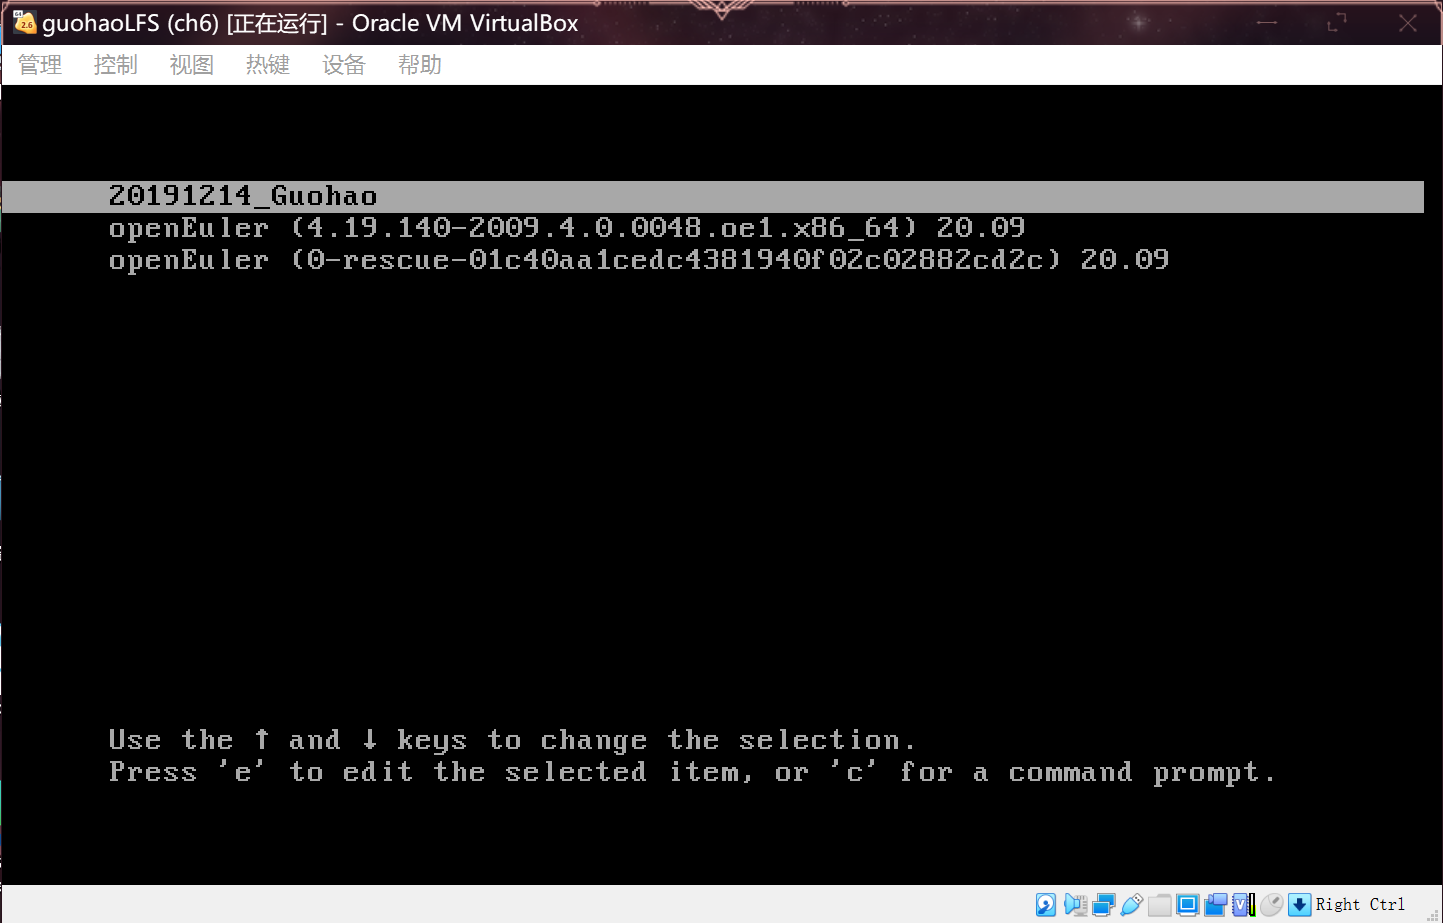 guohaoLFS (ch6) [正在运行] - Oracle VM VirtualBox
管理 控制 视图 热键 设备 帮助
20191214_Guohao
openEuler (4.19.140-2009.4.0.0048.oe1.x86_64) 20.09
openEuler (0-rescue-01c40aa1cedc4381940f02c02882cd2c) 20.09
Use the ↑ and ↓ keys to change the selection.
Press 'e' to edit the selected item, or 'c' for a command prompt.
Right Ctrl